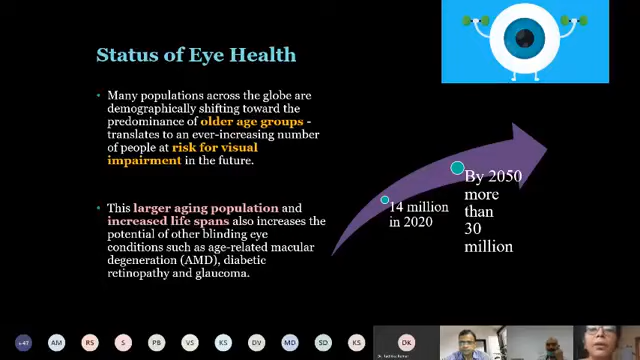 Status of Eye Health
• Many populations across the globe are
demographically shifting toward the
predominance of older age groups -
translates to an ever-increasing number
of people at risk for visual
impairment in the future.
• This larger aging population and
increased life spans also increases the
potential of other blinding eye
conditions such as age-related macular
degeneration (AMD), diabetic
retinopathy and glaucoma.
14 million
in 2020
By 2050
more
than
30
million
+47
AM
RS
S
PB
VS
KS
DV
MD
SD
KS
DK